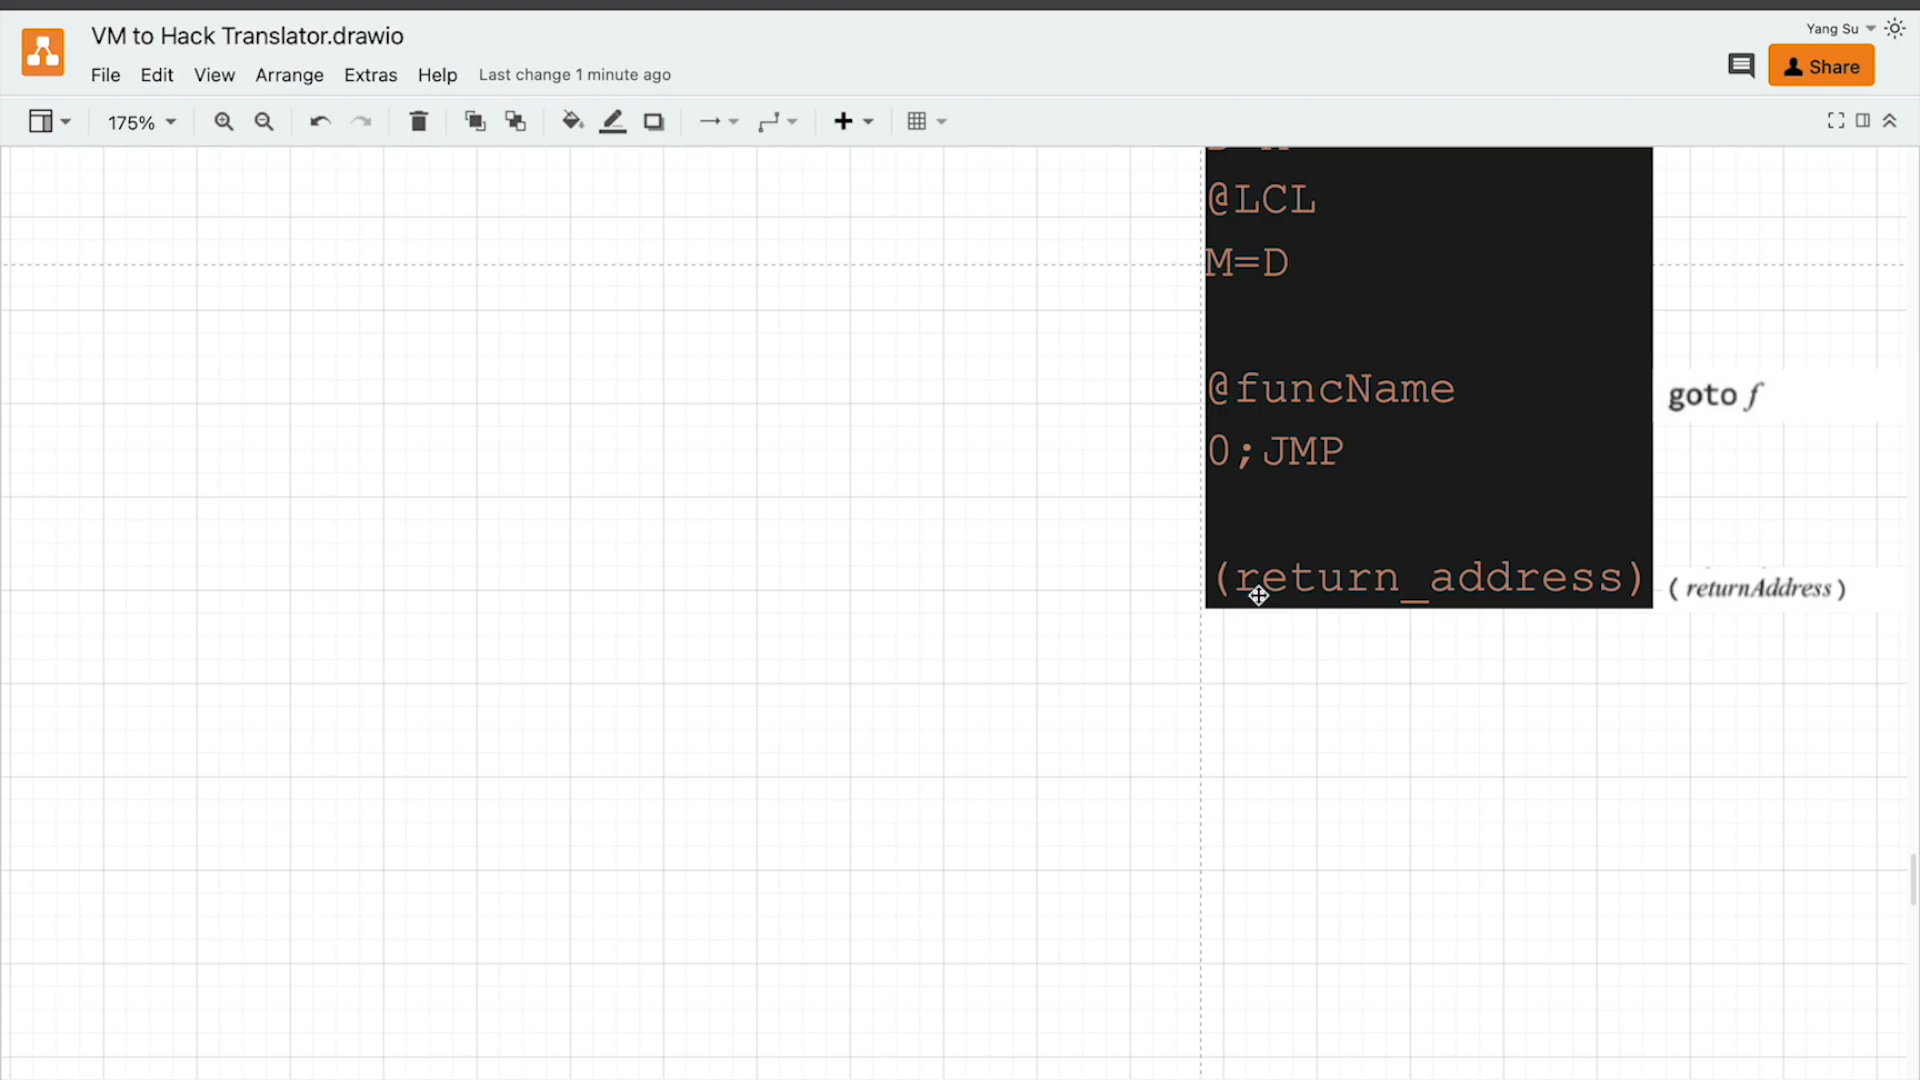 VM to Hack Translator.drawio
Yang Su
File Edit View Arrange Extras Help Last change 1 minute ago
Share
175%
@LCL
M=D
@funcName
goto f
0;JMP
(return_address)
( returnAddress )